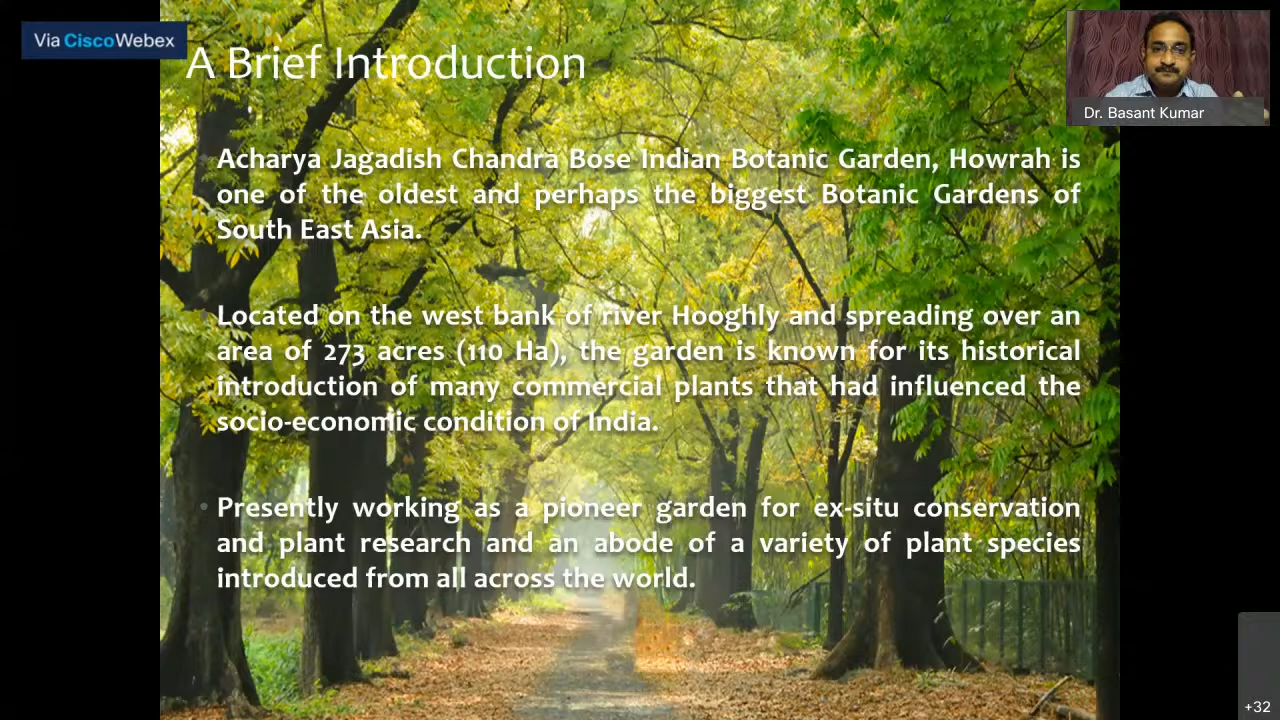 Via CiscoWebex
A Brief Introduction
Dr. Basant Kumar
Acharya Jagadish Chandra Bose Indian Botanic Garden, Howrah is
one of the oldest and perhaps the biggest Botanic Gardens of
South East Asia.
Located on the west bank of river Hooghly and spreading over an
area of 273 acres (110 Ha), the garden is known for its historical
introduction of many commercial plants that had influenced the
socio-economic condition of India.
Presently working as a pioneer garden for ex-situ conservation
and plant research and an abode of a variety of plant species
introduced from all across the world.
+32